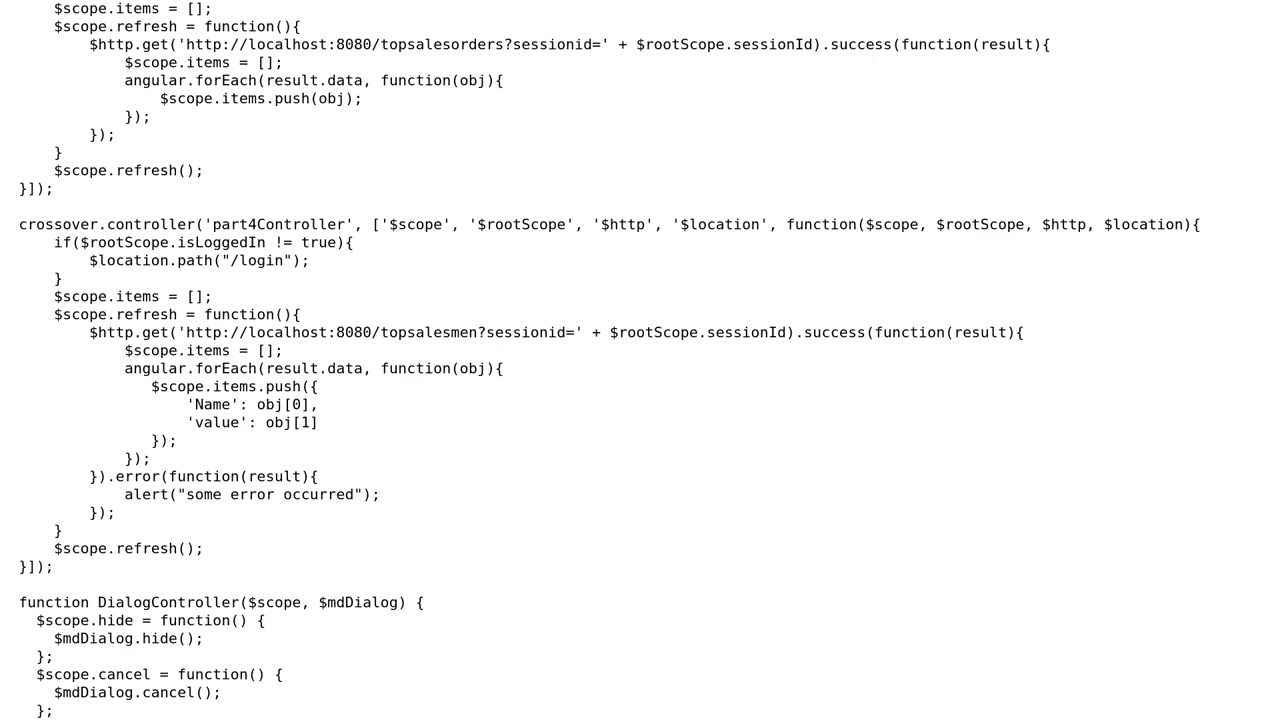 $scope.items = [];
    $scope.refresh = function(){
        $http.get('http://localhost:8080/topsalesorders?sessionid=' + $rootScope.sessionId).success(function(result){
            $scope.items = [];
            angular.forEach(result.data, function(obj){
                $scope.items.push(obj);
            });
        });
    }
    $scope.refresh();
}]);

crossover.controller('part4Controller', ['$scope', '$rootScope', '$http', '$location', function($scope, $rootScope, $http, $location){
    if($rootScope.isLoggedIn != true){
        $location.path("/login");
    }
    $scope.items = [];
    $scope.refresh = function(){
        $http.get('http://localhost:8080/topsalesmen?sessionid=' + $rootScope.sessionId).success(function(result){
            $scope.items = [];
            angular.forEach(result.data, function(obj){
               $scope.items.push({
                   'Name': obj[0],
                   'value': obj[1]
               });
            });
        }).error(function(result){
            alert("some error occurred");
        });
    }
    $scope.refresh();
}]);

function DialogController($scope, $mdDialog) {
  $scope.hide = function() {
    $mdDialog.hide();
  };
  $scope.cancel = function() {
    $mdDialog.cancel();
  };